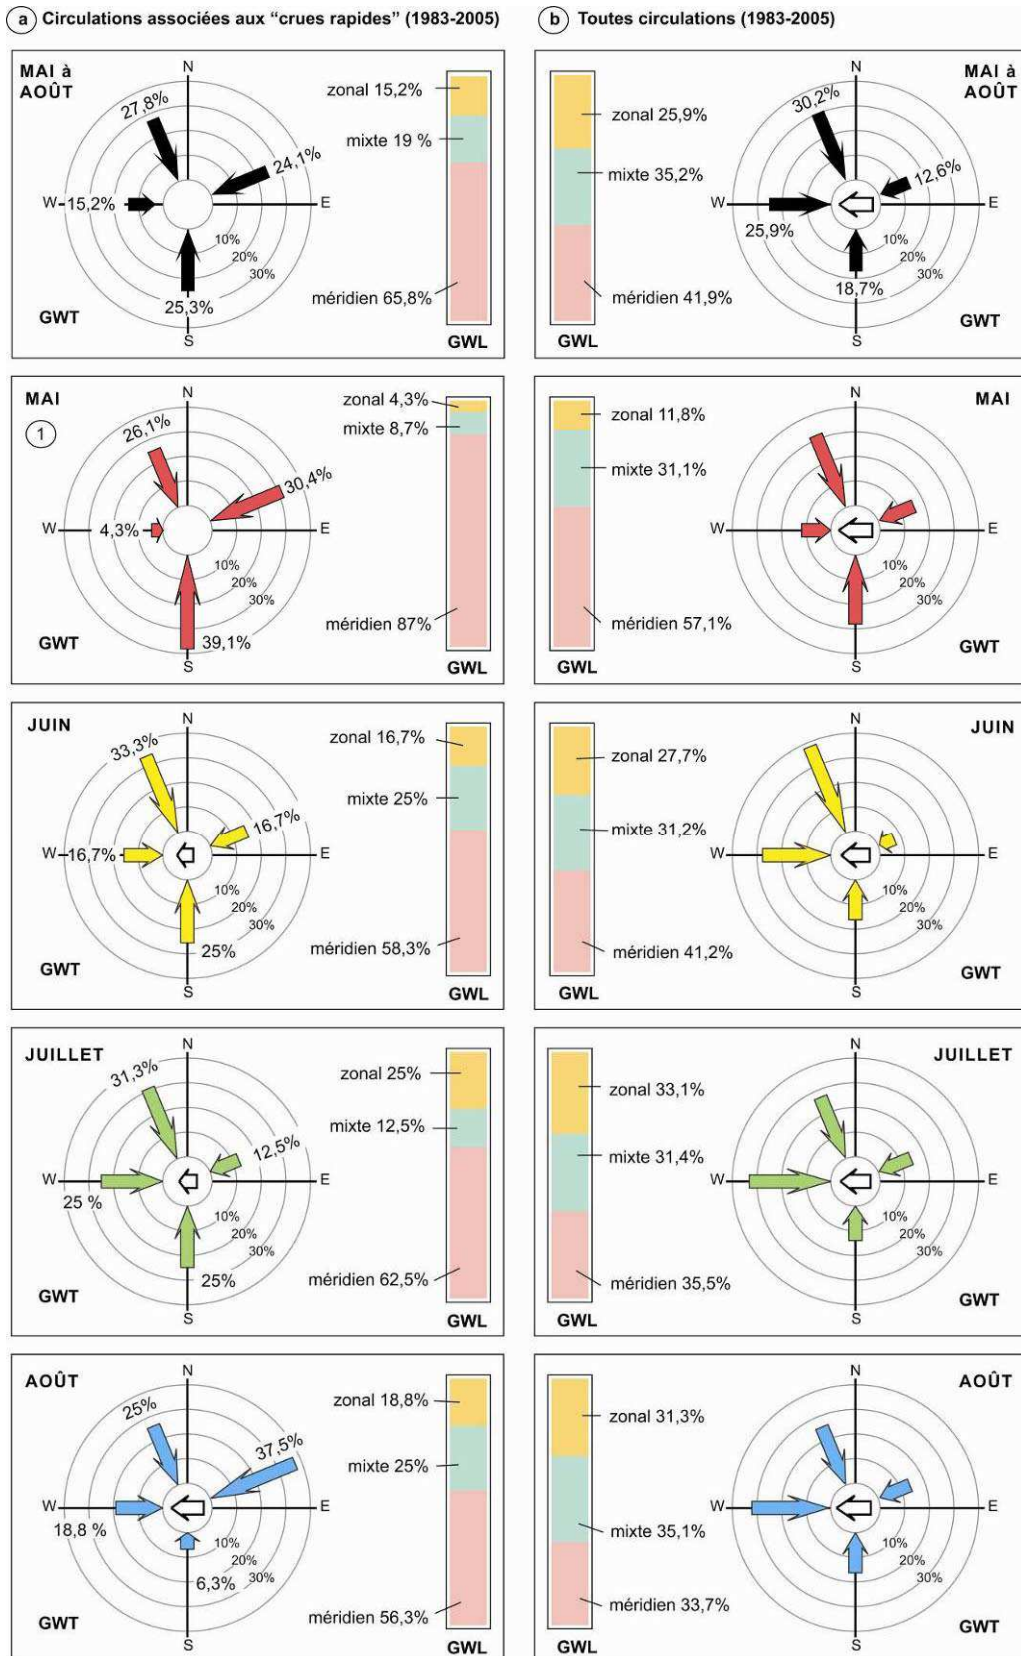 a Circulations associées aux “crues rapides” (1983-2005)
b Toutes circulations (1983-2005)
MAI à
AOÛT
N
27,8%
24,1%
W
15,2%
E
10%
20%
30%
25,3%
S
GWT
zonal 15,2%
mixte 19 %
méridien 65,8%
GWL
zonal 25,9%
mixte 35,2%
méridien 41,9%
GWL
MAI à
AOÛT
N
30,2%
12,6%
W
E
25,9%
10%
20%
30%
18,7%
S
GWT
MAI
1
N
26,1%
30,4%
W
4,3%
E
10%
20%
30%
39,1%
S
GWT
zonal 4,3%
mixte 8,7%
méridien 87%
GWL
zonal 11,8%
mixte 31,1%
méridien 57,1%
GWL
MAI
N
W
E
10%
20%
30%
S
GWT
JUIN
N
33,3%
16,7%
W
16,7%
E
10%
20%
30%
25%
S
GWT
zonal 16,7%
mixte 25%
méridien 58,3%
GWL
zonal 27,7%
mixte 31,2%
méridien 41,2%
GWL
JUIN
N
W
E
10%
20%
30%
S
GWT
JUILLET
N
31,3%
12,5%
W
E
25 %
10%
20%
30%
25%
S
GWT
zonal 25%
mixte 12,5%
méridien 62,5%
GWL
zonal 33,1%
mixte 31,4%
méridien 35,5%
GWL
JUILLET
N
W
E
10%
20%
30%
S
GWT
AOÛT
N
25%
37,5%
W
E
18,8 %
10%
20%
30%
6,3%
S
GWT
zonal 18,8%
mixte 25%
méridien 56,3%
GWL
zonal 31,3%
mixte 35,1%
méridien 33,7%
GWL
AOÛT
N
W
E
10%
20%
30%
S
GWT